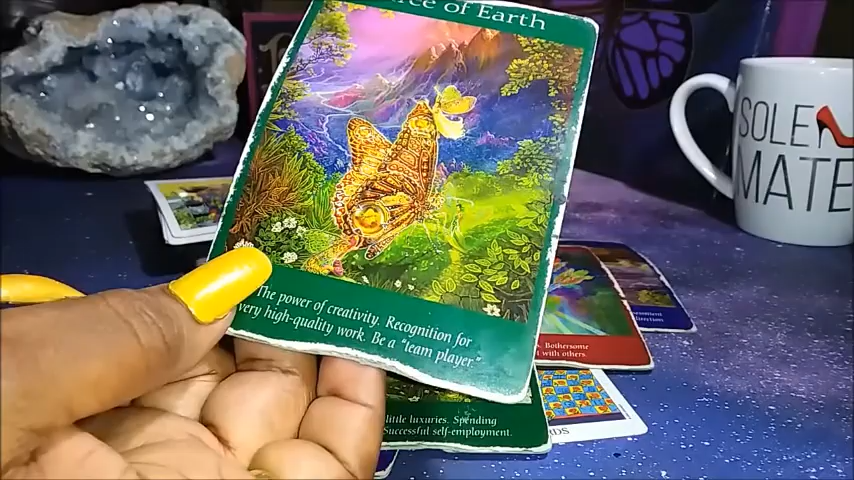 of Earth
The power of creativity. Recognition for
very high-quality work. Be a "team player."
SOLE
MATE
Bothersome
with others
little luxuries. Spending
Successful self-employment.